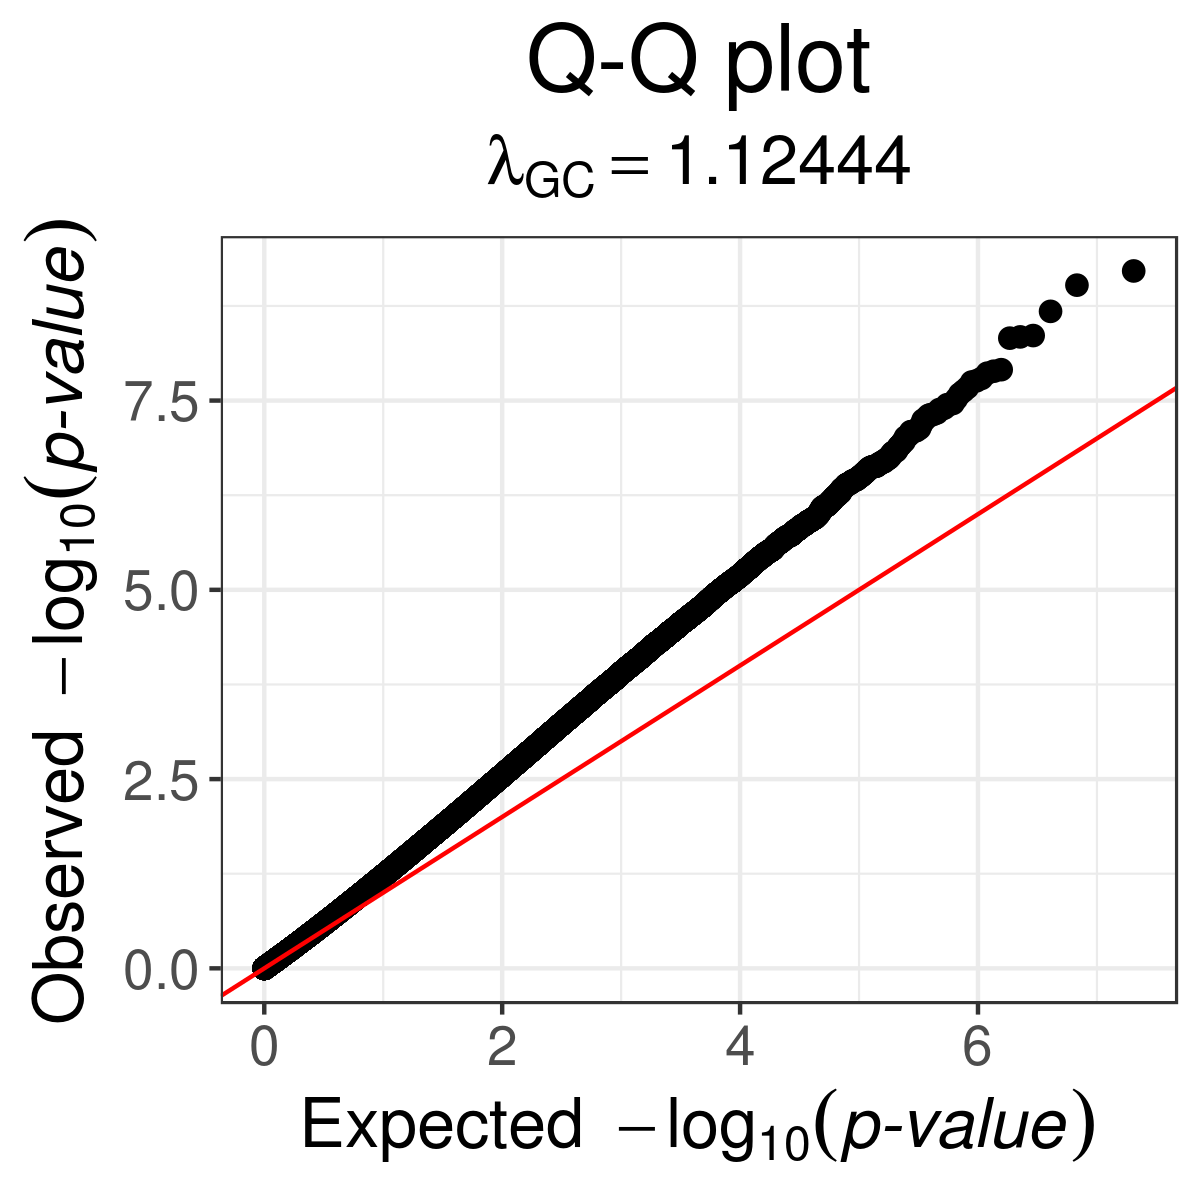 Q-Q plot
λGC = 1.12444
Observed −log10(p-value)
7.5
5.0
2.5
0.0
0 2 4 6
Expected −log10(p-value)